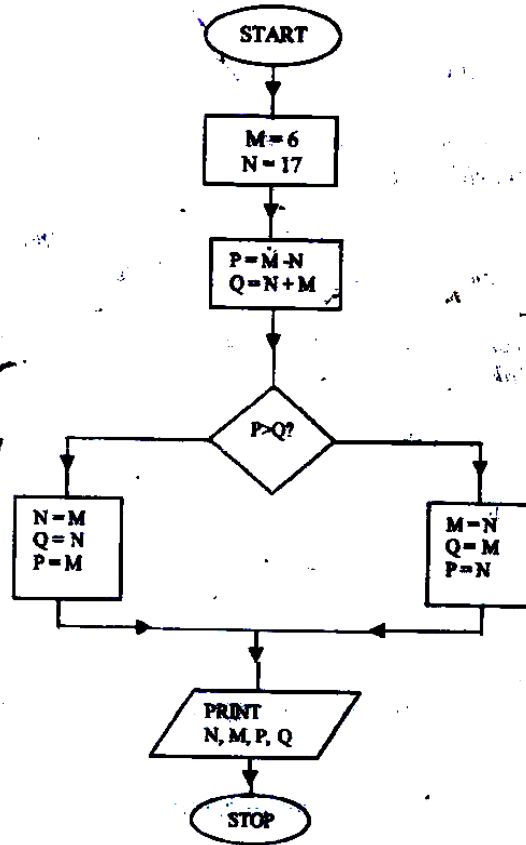 START
M = 6
N = 17
P = M - N
Q = N + M
P>Q?
N = M
Q = N
P = M
M = N
Q = M
P = N
PRINT
N, M, P, Q
STOP